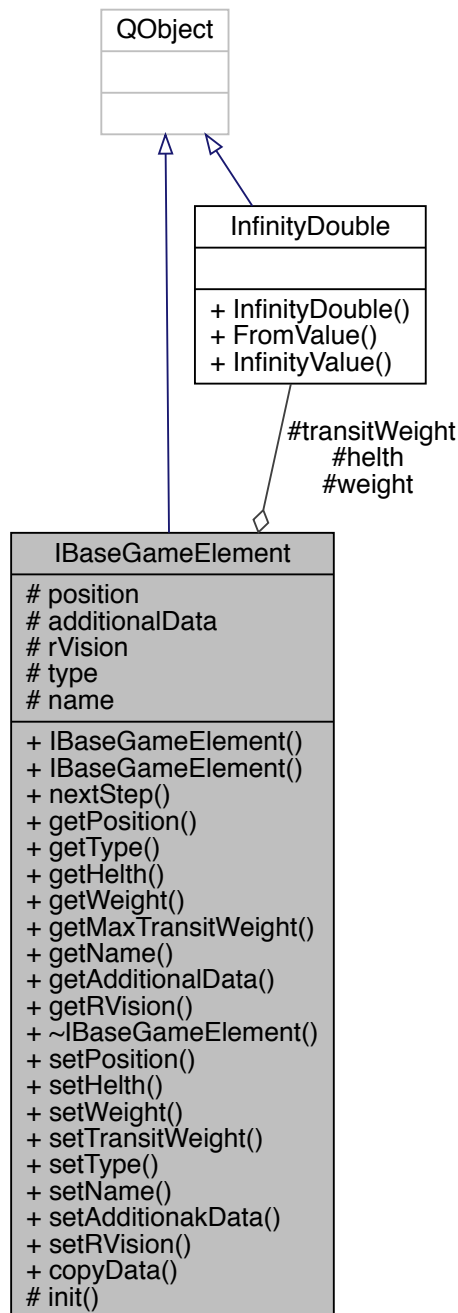 QObject
InfinityDouble
+ InfinityDouble()
+ FromValue()
+ InfinityValue()
#transitWeight
#helth
#weight
IBaseGameElement
# position
# additionalData
# rVision
# type
# name
+ IBaseGameElement()
+ IBaseGameElement()
+ nextStep()
+ getPosition()
+ getType()
+ getHelth()
+ getWeight()
+ getMaxTransitWeight()
+ getName()
+ getAdditionalData()
+ getRVision()
+ ~IBaseGameElement()
+ setPosition()
+ setHelth()
+ setWeight()
+ setTransitWeight()
+ setType()
+ setName()
+ setAdditionakData()
+ setRVision()
+ copyData()
# init()